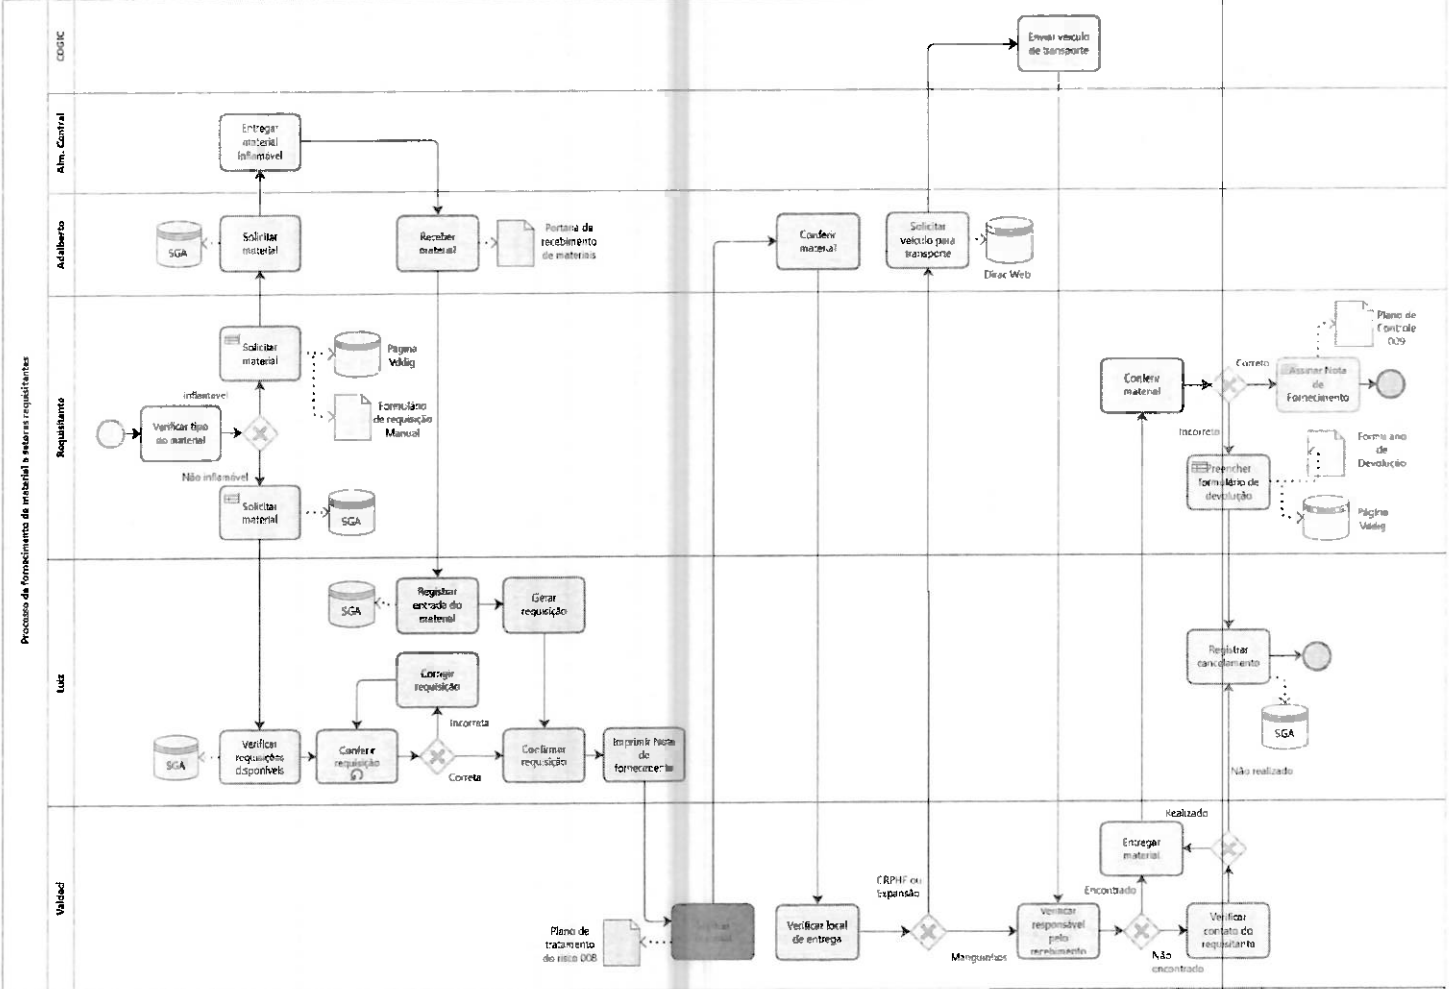 Processo de fornecimento de material a setores requisitantes
COGIC
Enviar veículo
de transporte
Alm. Central
Entregar
material
inflamável
Adalberto
SGA
Solicitar
material
Receber
material
Portaria de
recebimento
de materiais
Conferir
material
Solicitar
veículo para
transporte
Dirac Web
Requisitante
Verificar tipo
do material
inflamável
Não inflamável
Solicitar
material
Página
Vddig
Formulário
de requisição
Manual
Solicitar
material
SGA
Conferir
material
Correto
Incorreto
Assinar Nota
de
Fornecimento
Plano de
Controle
009
Preencher
formulário de
devolução
Formulario
de
Devolução
Página
Vddig
Luiz
SGA
Registrar
entrada do
material
Gerar
requisição
Corrigir
requisição
Incorreta
SGA
Verificar
requisições
disponíveis
Conferir
requisição
Correta
Confirmar
requisição
Imprimir Nota
de
fornecimento
Registrar
cancelamento
SGA
Não realizado
Valdeci
Plano de
tratamento
do risco 008
Verificar local
de entrega
CRPHF ou
Expansão
Manguinhos
Verificar
responsável
pelo
recebimento
Encontrado
Não
encontrado
Entregar
material
Realizado
Verificar
contato do
requisitante